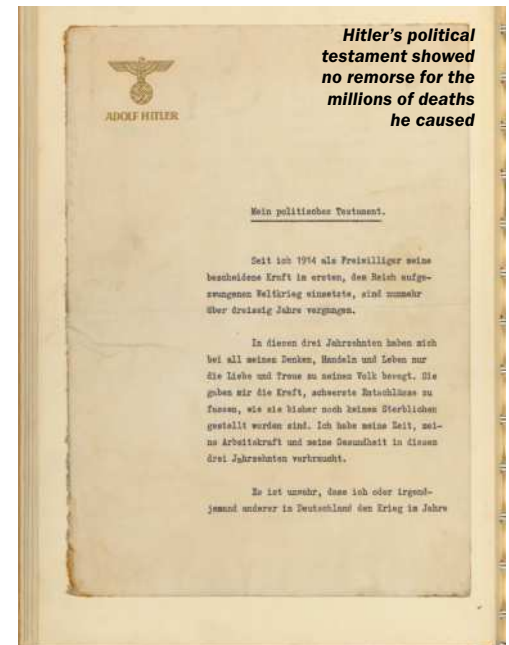 Hitler's political
testament showed
no remorse for the
millions of deaths
he caused
ADOLF HITLER
Mein politisches Testament.
Seit ich 1914 als Freiwilliger meine
bescheidene Kraft im ersten, dem Reich aufge-
zwungenen Weltkrieg einsetzte, sind nunmehr
über dreissig Jahre vergangen.
In diesen drei Jahrzehnten haben mich
bei all meinem Denken, Handeln und Leben nur
die Liebe und Treue zu meinem Volk bewegt. Sie
gaben mir die Kraft, schwerste Entschlüsse zu
fassen, wie sie bisher noch keinem Sterblichen
gestellt worden sind. Ich habe meine Zeit, mei-
ne Arbeitskraft und meine Gesundheit in diesen
drei Jahrzehnten verbraucht.
Es ist unwahr, dass ich oder irgend-
jemand anderer in Deutschland den Krieg im Jahre